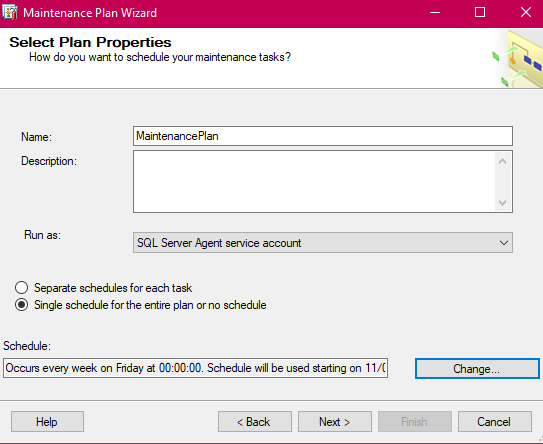 Maintenance Plan Wizard
Select Plan Properties
How do you want to schedule your maintenance tasks?
Name:
MaintenancePlan
Description:
Run as:
SQL Server Agent service account
Separate schedules for each task
Single schedule for the entire plan or no schedule
Schedule:
Occurs every week on Friday at 00:00:00. Schedule will be used starting on 11/0
Change...
Help
< Back
Next >
Finish
Cancel